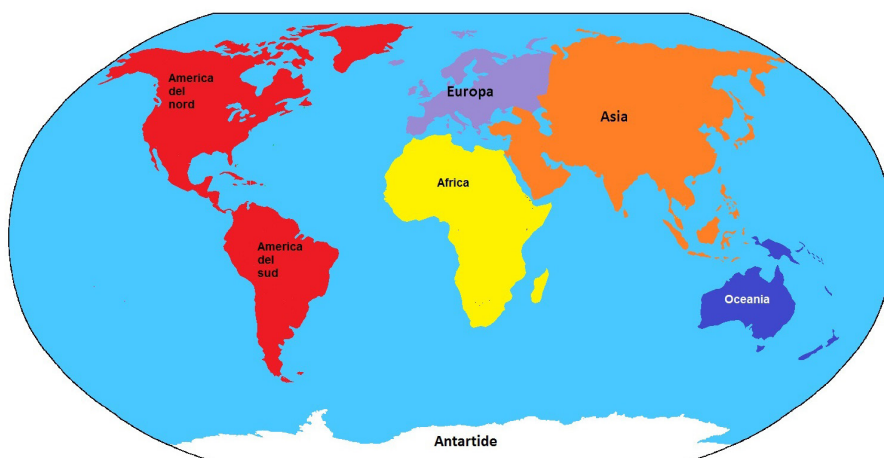 America
del
nord
Europa
Asia
Africa
America
del
sud
Oceania
Antartide